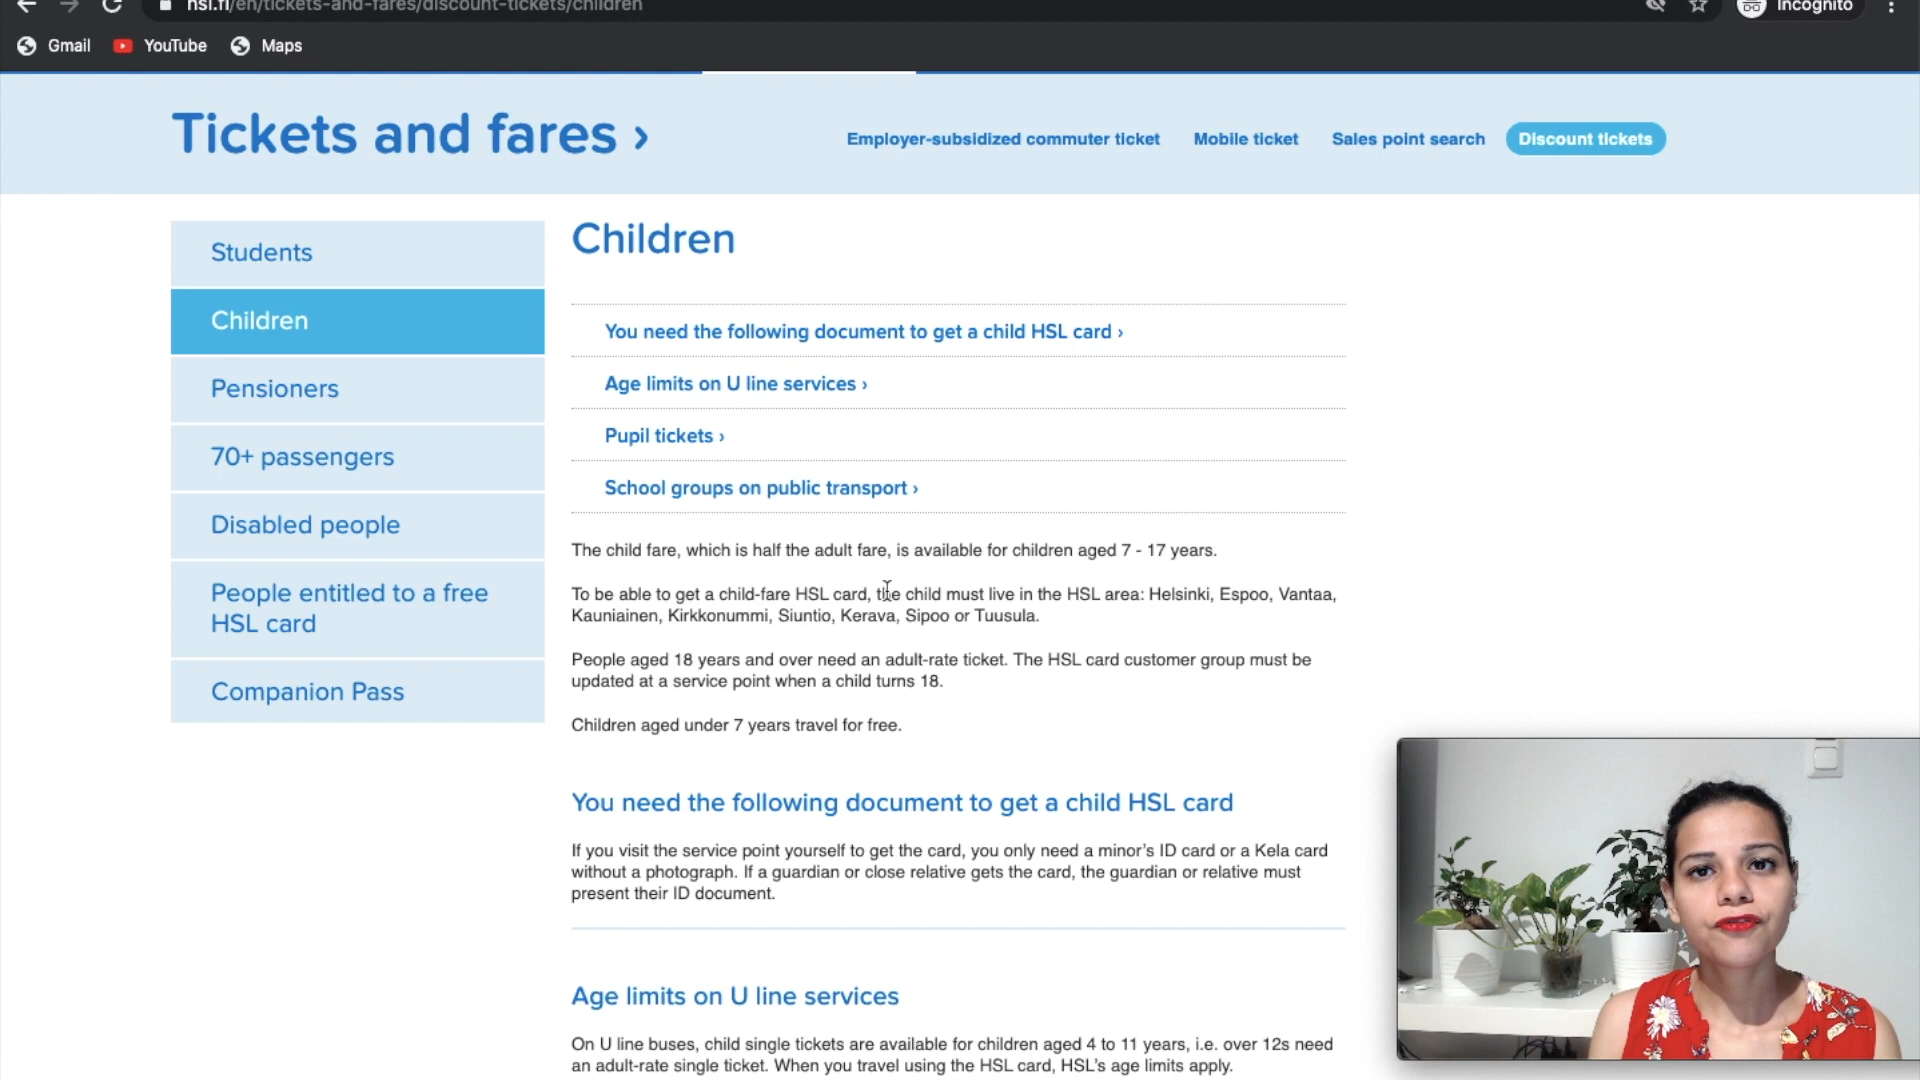 hsl.fi/en/tickets-and-fares/discount-tickets/children
Incognito
Gmail
YouTube
Maps
Tickets and fares ›
Employer-subsidized commuter ticket
Mobile ticket
Sales point search
Discount tickets
Students
Children
Pensioners
70+ passengers
Disabled people
People entitled to a free
HSL card
Companion Pass
Children
You need the following document to get a child HSL card ›
Age limits on U line services ›
Pupil tickets ›
School groups on public transport ›
The child fare, which is half the adult fare, is available for children aged 7 - 17 years.
To be able to get a child-fare HSL card, the child must live in the HSL area: Helsinki, Espoo, Vantaa,
Kauniainen, Kirkkonummi, Siuntio, Kerava, Sipoo or Tuusula.
People aged 18 years and over need an adult-rate ticket. The HSL card customer group must be
updated at a service point when a child turns 18.
Children aged under 7 years travel for free.
You need the following document to get a child HSL card
If you visit the service point yourself to get the card, you only need a minor's ID card or a Kela card
without a photograph. If a guardian or close relative gets the card, the guardian or relative must
present their ID document.
Age limits on U line services
On U line buses, child single tickets are available for children aged 4 to 11 years, i.e. over 12s need
an adult-rate single ticket. When you travel using the HSL card, HSL's age limits apply.